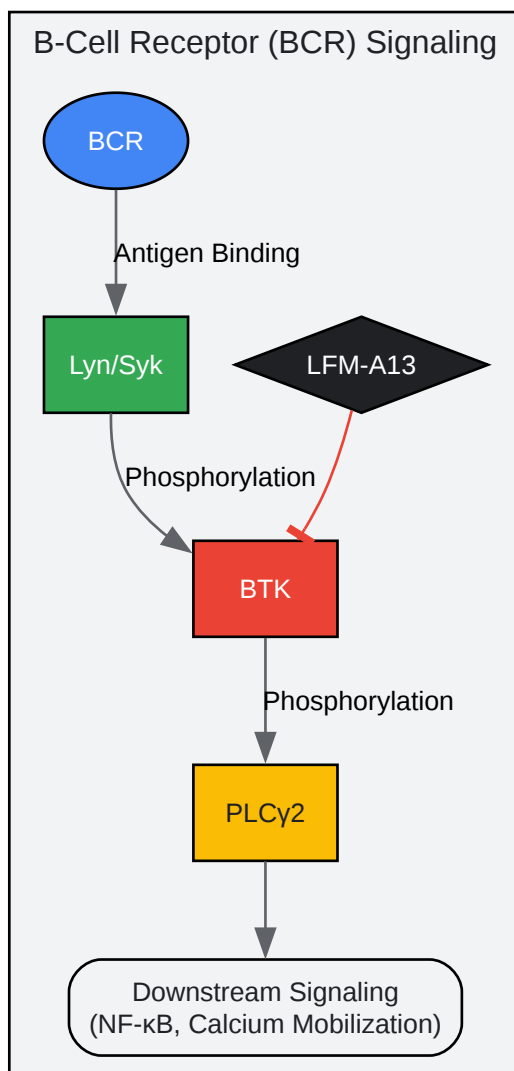 B-Cell Receptor (BCR) Signaling
BCR
Antigen Binding
Lyn/Syk
LFM-A13
Phosphorylation
BTK
Phosphorylation
PLCγ2
Downstream Signaling
(NF-κB, Calcium Mobilization)